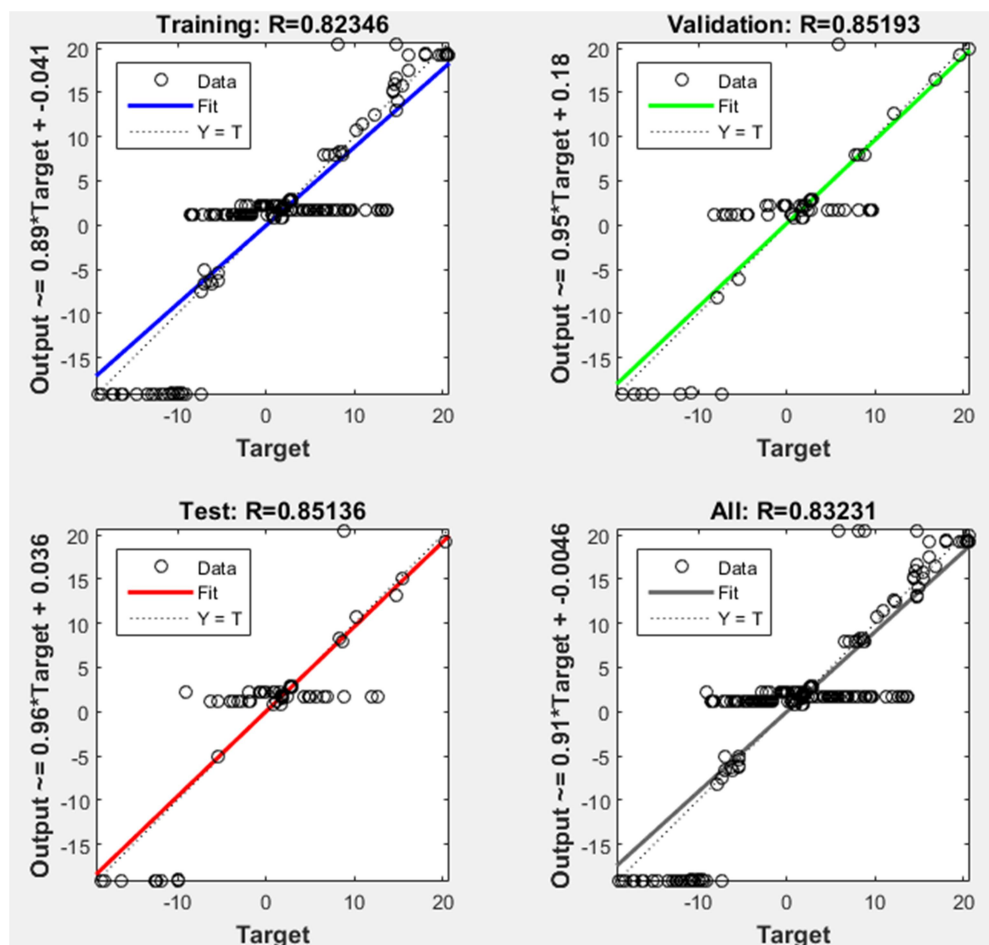 Training: R=0.82346
Output ~= 0.89*Target + -0.041
20
15
10
5
0
-5
-10
-15
Data
Fit
Y = T
-10 0 10 20
Target
Validation: R=0.85193
Output ~= 0.95*Target + 0.18
20
15
10
5
0
-5
-10
-15
Data
Fit
Y = T
-10 0 10 20
Target
Test: R=0.85136
Output ~= 0.96*Target + 0.036
20
15
10
5
0
-5
-10
-15
Data
Fit
Y = T
-10 0 10 20
Target
All: R=0.83231
Output ~= 0.91*Target + -0.0046
20
15
10
5
0
-5
-10
-15
Data
Fit
Y = T
-10 0 10 20
Target